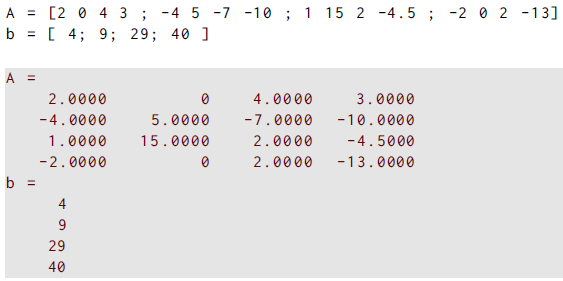 A = [2 0 4 3 ; -4 5 -7 -10 ; 1 15 2 -4.5 ; -2 0 2 -13]
b = [ 4; 9; 29; 40 ]
A =
2.0000 0 4.0000 3.0000
-4.0000 5.0000 -7.0000 -10.0000
1.0000 15.0000 2.0000 -4.5000
-2.0000 0 2.0000 -13.0000
b =
4
9
29
40